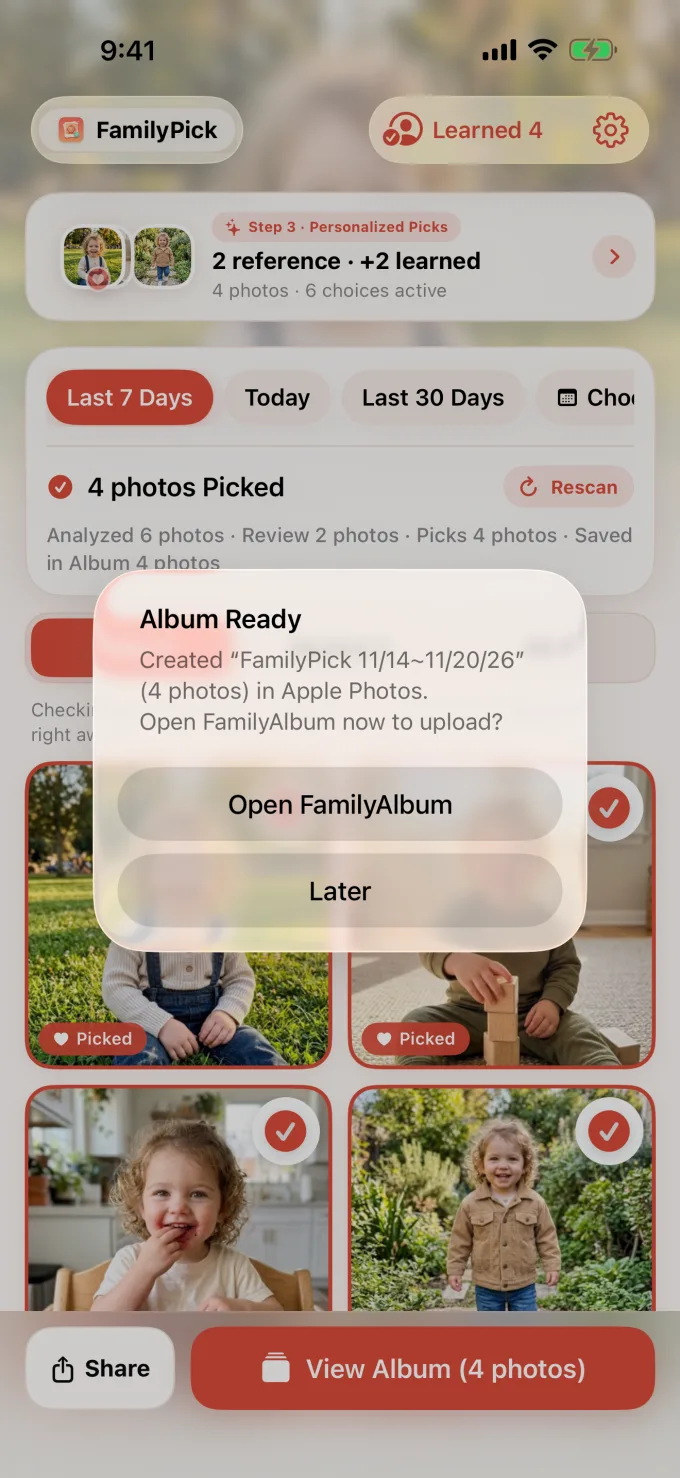 9:41
FamilyPick
Learned 4
Step 3 · Personalized Picks
2 reference · +2 learned
4 photos · 6 choices active
Last 7 Days
Today
Last 30 Days
4 photos Picked
Rescan
Analyzed 6 photos · Review 2 photos · Picks 4 photos · Saved
in Album 4 photos
Album Ready
Created “FamilyPick 11/14~11/20/26”
(4 photos) in Apple Photos.
Open FamilyAlbum now to upload?
right
Open FamilyAlbum
Later
Picked
Picked
Share
View Album (4 photos)